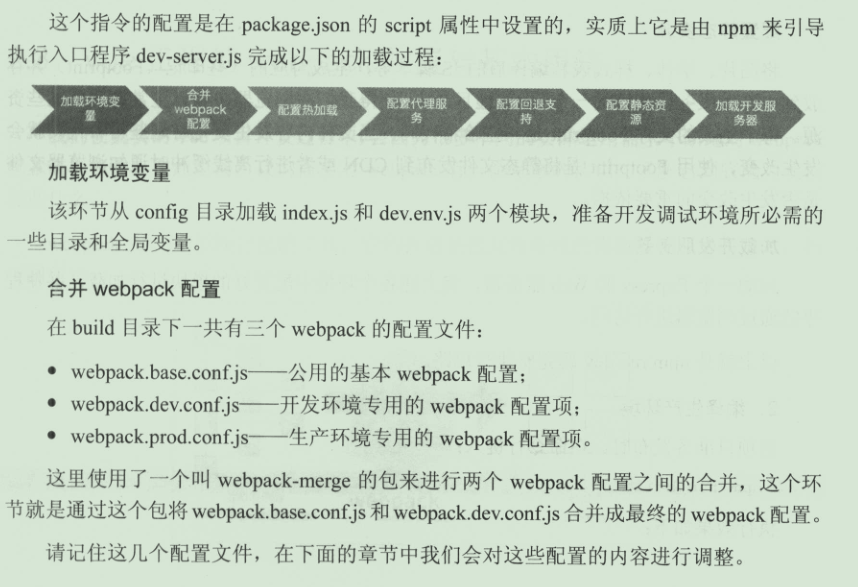 这个指令的配置是在 package.json 的 script 属性中设置的，实质上它是由 npm 来引导
执行入口程序 dev-server.js 完成以下的加载过程：
加载环境变
量
合并
webpack
配置
配置热加载
配置代理服
务
配置回退支
持
配置静态资
源
加载开发服
务器
加载环境变量
该环节从 config 目录加载 index.js 和 dev.env.js 两个模块，准备开发调试环境所必需的
一些目录和全局变量。
合并 webpack 配置
在 build 目录下一共有三个 webpack 的配置文件：
• webpack.base.conf.js——公用的基本 webpack 配置；
• webpack.dev.conf.js——开发环境专用的 webpack 配置项；
• webpack.prod.conf.js——生产环境专用的 webpack 配置项。
这里使用了一个叫 webpack-merge 的包来进行两个 webpack 配置之间的合并，这个环
节就是通过这个包将 webpack.base.conf.js 和 webpack.dev.conf.js 合并成最终的 webpack 配置。
请记住这几个配置文件，在下面的章节中我们会对这些配置的内容进行调整。